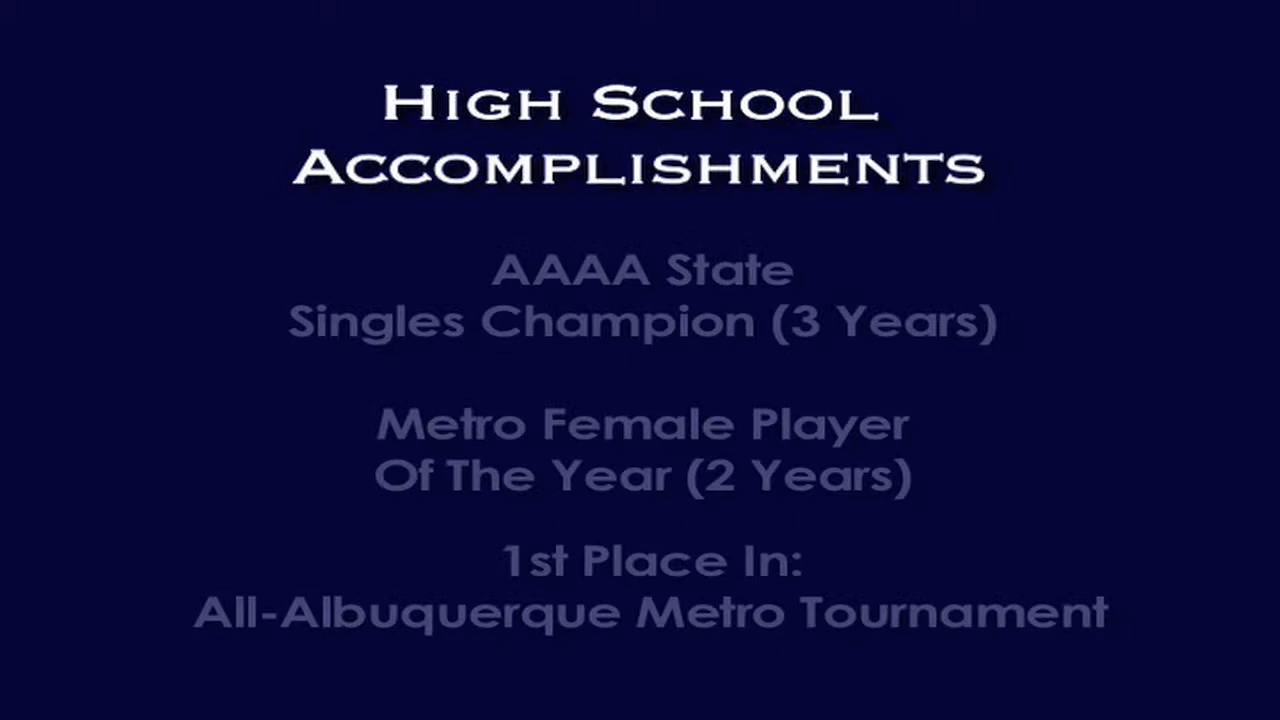 High School
Accomplishments
AAAA State
Singles Champion (3 Years)
Metro Female Player
Of The Year (2 Years)
1st Place In:
All-Albuquerque Metro Tournament